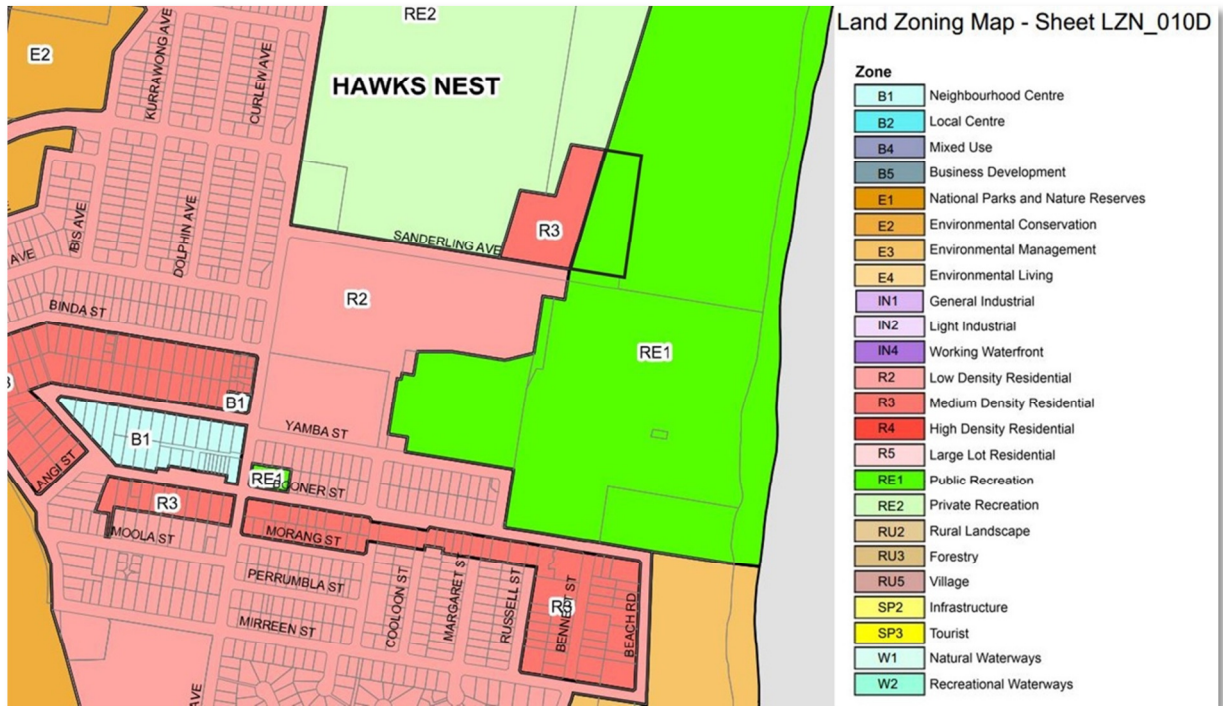 Land Zoning Map - Sheet LZN_010D
RE2
E2
KURRAWONG AVE
CURLEW AVE
HAWKS NEST
IBIS AVE
DOLPHIN AVE
AVE
SANDERLING AVE
R3
R2
BINDA ST
RE1
B1
B1
YAMBA ST
LANGI ST
RE1
BOONER ST
R3
MOOLA ST
MORANG ST
PERRUMBLA ST
MIRREEN ST
COOLOON ST
MARGARET ST
RUSSELL ST
R3
BENNETT ST
BEACH RD
AVE
Zone
B1 Neighbourhood Centre
B2 Local Centre
B4 Mixed Use
B5 Business Development
E1 National Parks and Nature Reserves
E2 Environmental Conservation
E3 Environmental Management
E4 Environmental Living
IN1 General Industrial
IN2 Light Industrial
IN4 Working Waterfront
R2 Low Density Residential
R3 Medium Density Residential
R4 High Density Residential
R5 Large Lot Residential
RE1 Public Recreation
RE2 Private Recreation
RU2 Rural Landscape
RU3 Forestry
RU5 Village
SP2 Infrastructure
SP3 Tourist
W1 Natural Waterways
W2 Recreational Waterways